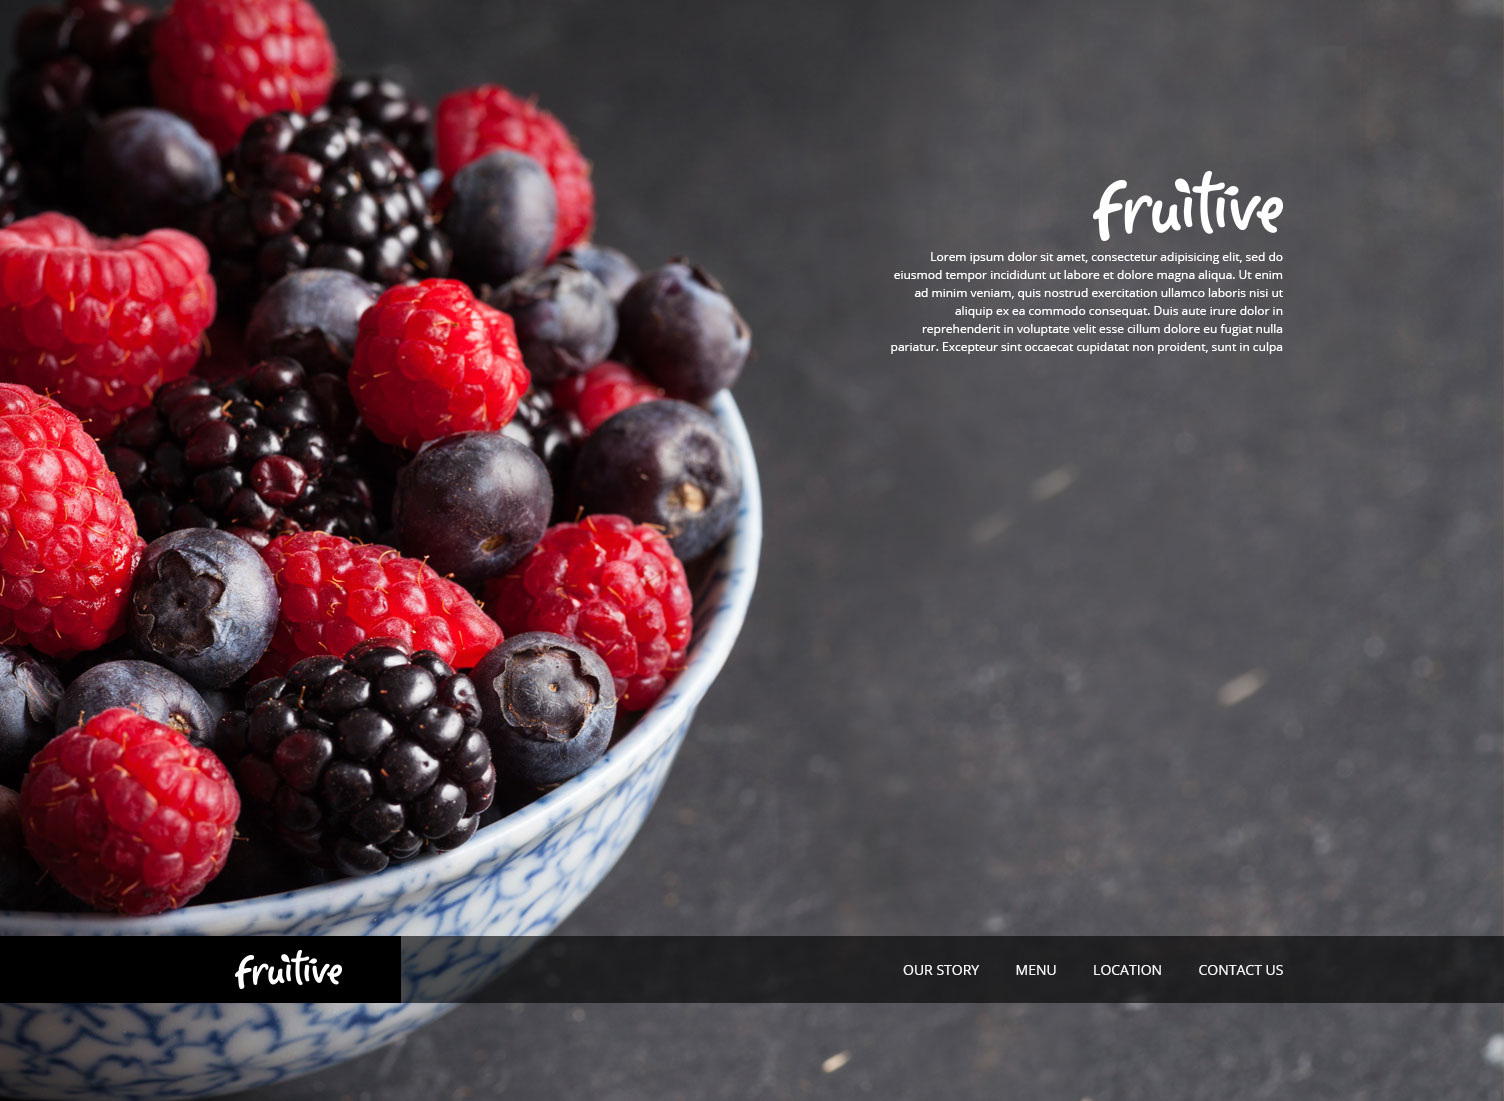 fruitive
Lorem ipsum dolor sit amet, consectetur adipisicing elit, sed do
eiusmod tempor incididunt ut labore et dolore magna aliqua. Ut enim
ad minim veniam, quis nostrud exercitation ullamco laboris nisi ut
aliquip ex ea commodo consequat. Duis aute irure dolor in
reprehenderit in voluptate velit esse cillum dolore eu fugiat nulla
pariatur. Excepteur sint occaecat cupidatat non proident, sunt in culpa
fruitive
OUR STORY MENU LOCATION CONTACT US